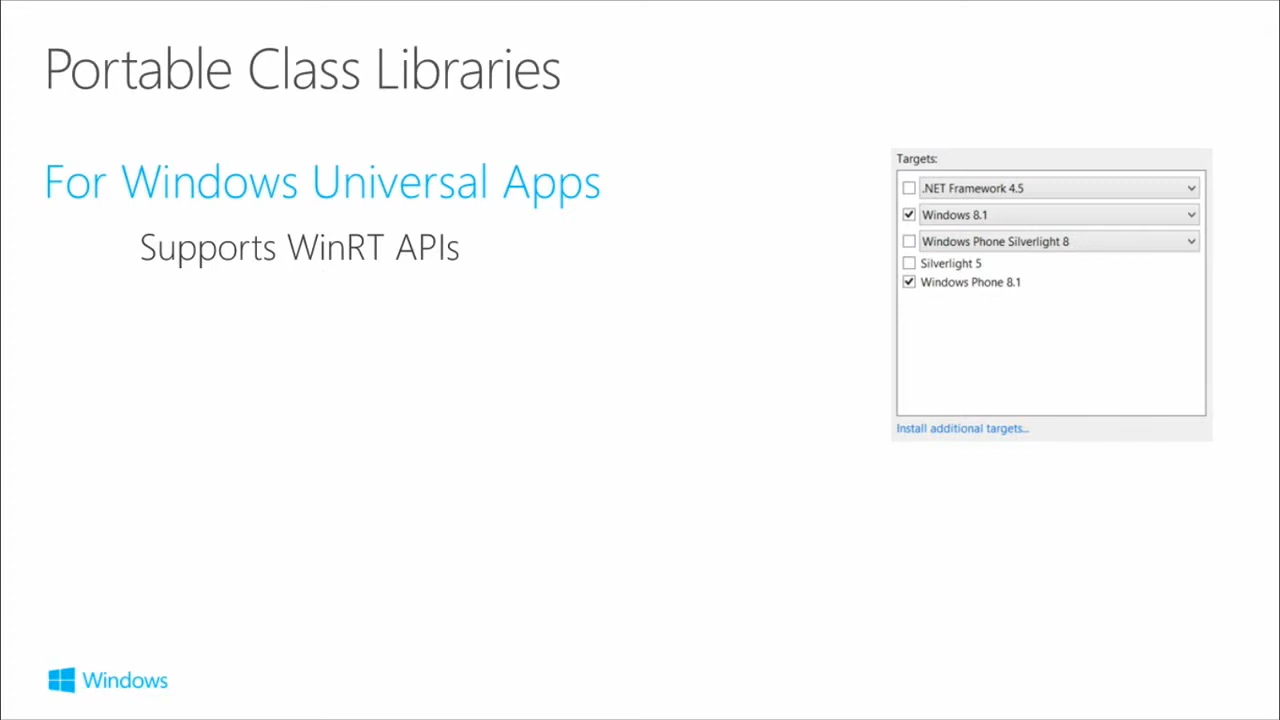 Portable Class Libraries
For Windows Universal Apps
Supports WinRT APIs
Targets:
.NET Framework 4.5
Windows 8.1
Windows Phone Silverlight 8
Silverlight 5
Windows Phone 8.1
Install additional targets...
Windows